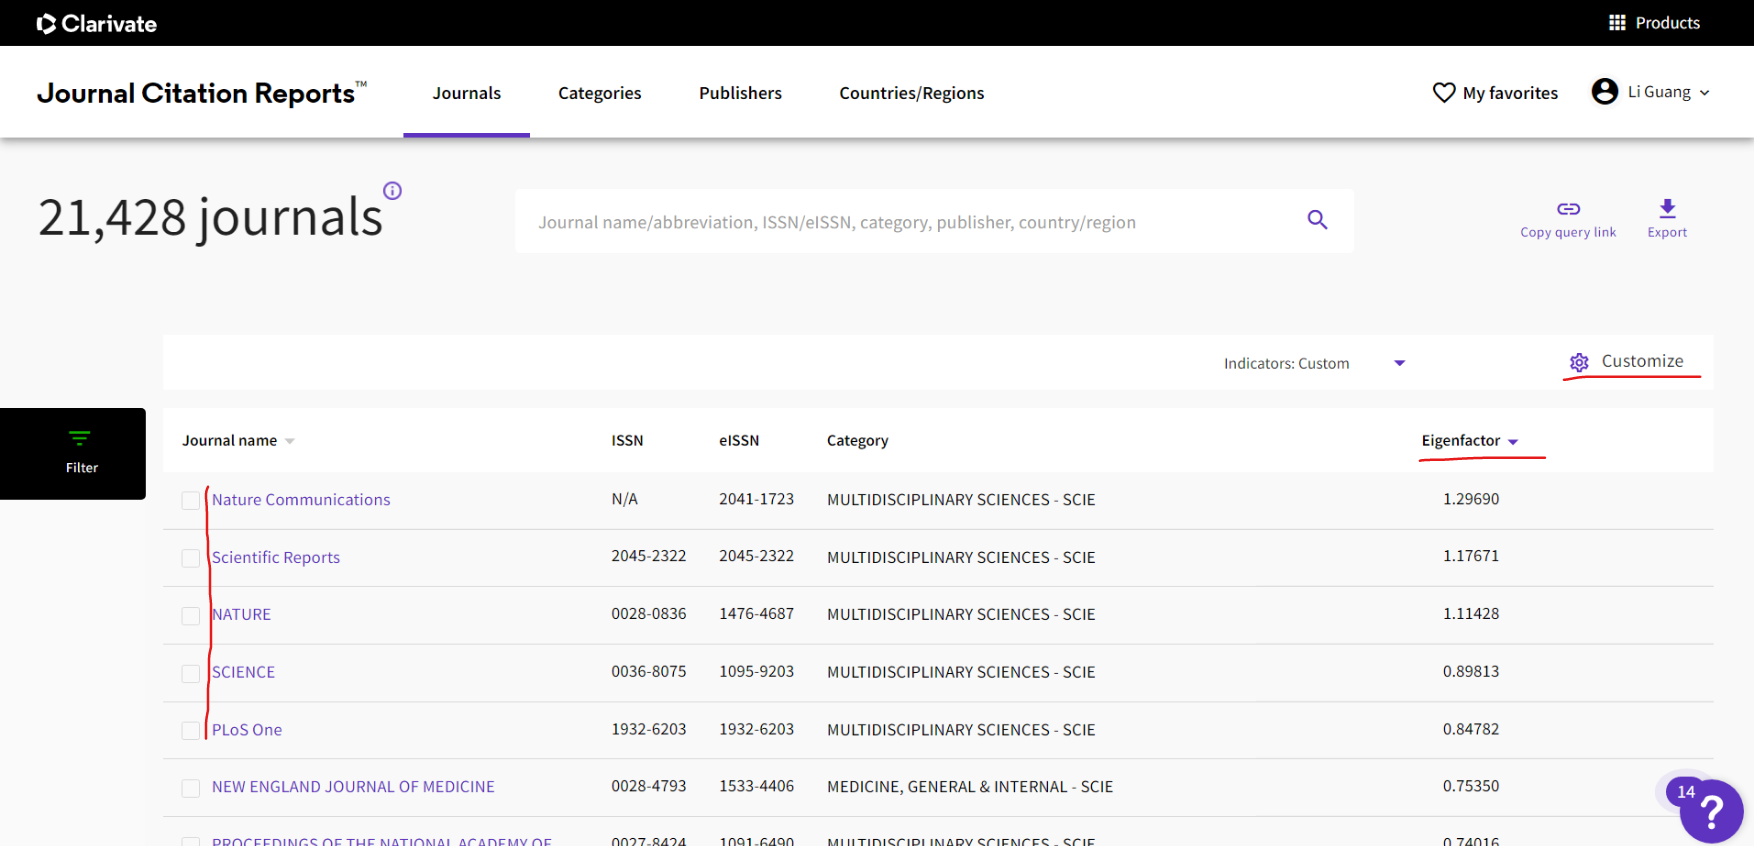 Clarivate
Products
Journal Citation Reports™
Journals
Categories
Publishers
Countries/Regions
My favorites
Li Guang
21,428 journals
Journal name/abbreviation, ISSN/eISSN, category, publisher, country/region
Copy query link
Export
Indicators: Custom
Customize
Filter
Journal name ISSN eISSN Category Eigenfactor
Nature Communications N/A 2041-1723 MULTIDISCIPLINARY SCIENCES - SCIE 1.29690
Scientific Reports 2045-2322 2045-2322 MULTIDISCIPLINARY SCIENCES - SCIE 1.17671
NATURE 0028-0836 1476-4687 MULTIDISCIPLINARY SCIENCES - SCIE 1.11428
SCIENCE 0036-8075 1095-9203 MULTIDISCIPLINARY SCIENCES - SCIE 0.89813
PLoS One 1932-6203 1932-6203 MULTIDISCIPLINARY SCIENCES - SCIE 0.84782
NEW ENGLAND JOURNAL OF MEDICINE 0028-4793 1533-4406 MEDICINE, GENERAL & INTERNAL - SCIE 0.75350
PROCEEDINGS OF THE NATIONAL ACADEMY OF 0027-8424 1091-6490 MULTIDISCIPLINARY SCIENCES - SCIE 0.74016
14
?